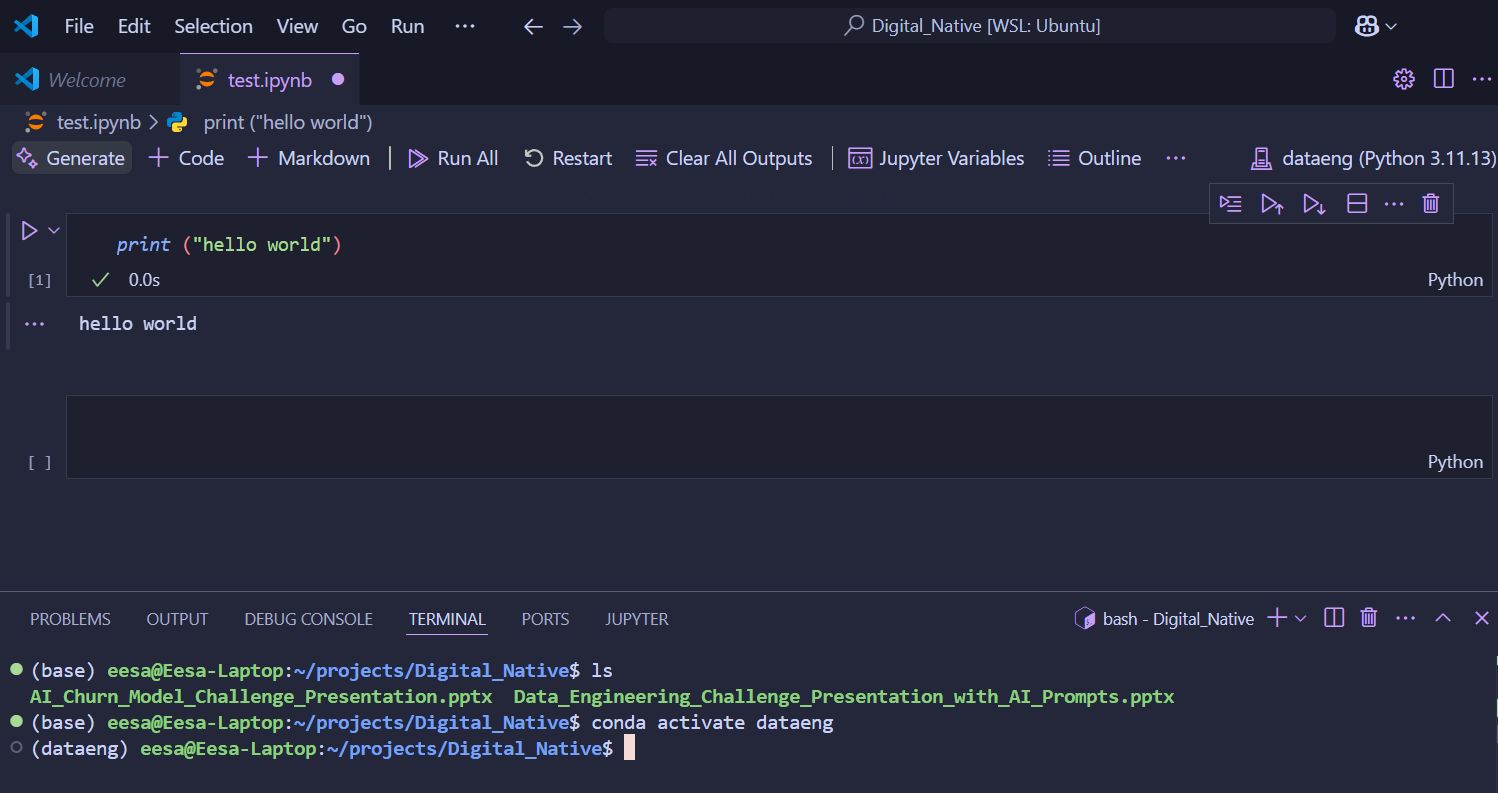 File Edit Selection View Go Run ··· Digital_Native [WSL: Ubuntu]
Welcome test.ipynb
test.ipynb > print ("hello world")
Generate + Code + Markdown | Run All Restart Clear All Outputs | Jupyter Variables Outline ··· dataeng (Python 3.11.13)
print ("hello world")
[1] 0.0s Python
··· hello world
[ ] Python
PROBLEMS OUTPUT DEBUG CONSOLE TERMINAL PORTS JUPYTER bash - Digital_Native
(base) eesa@Eesa-Laptop:~/projects/Digital_Native$ ls
AI_Churn_Model_Challenge_Presentation.pptx Data_Engineering_Challenge_Presentation_with_AI_Prompts.pptx
(base) eesa@Eesa-Laptop:~/projects/Digital_Native$ conda activate dataeng
(dataeng) eesa@Eesa-Laptop:~/projects/Digital_Native$